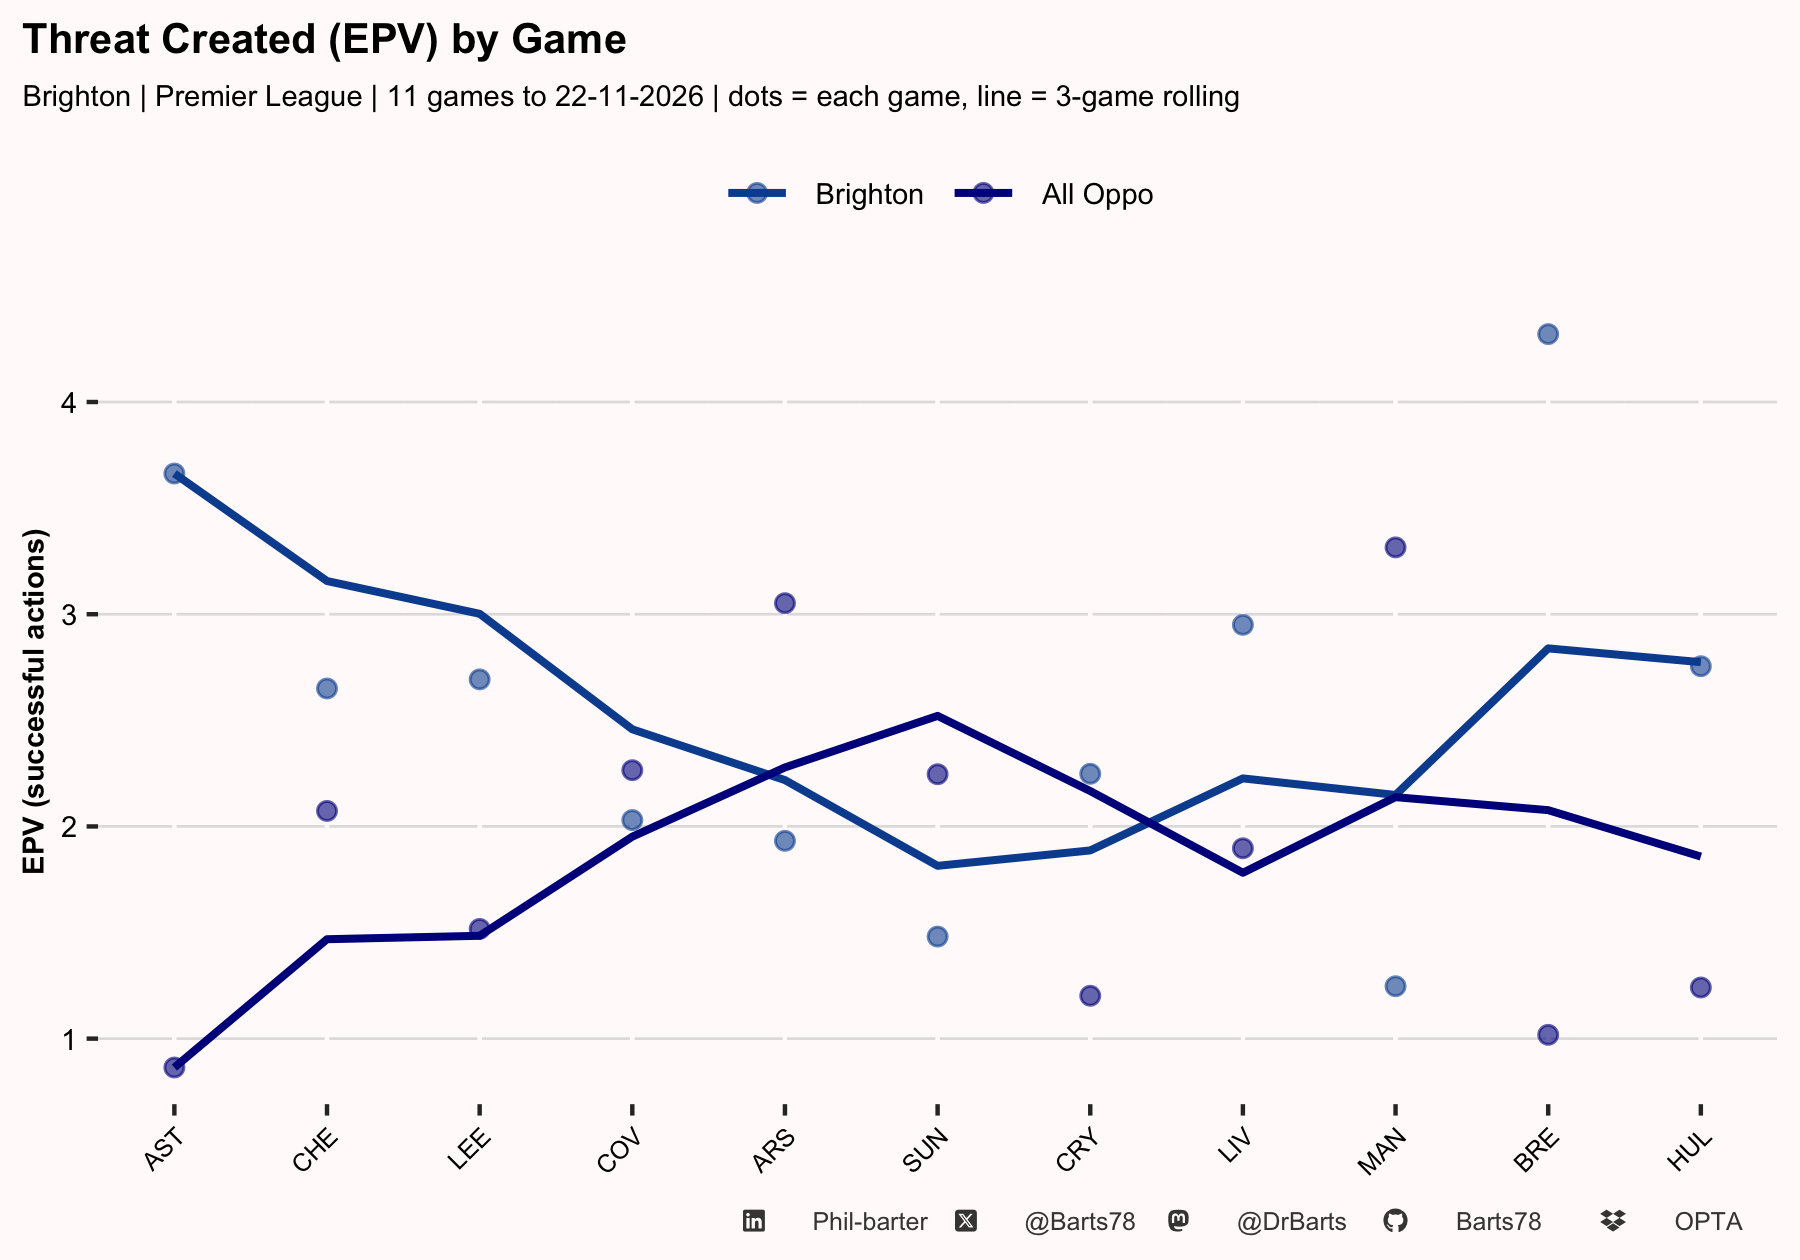 Threat Created (EPV) by Game
Brighton | Premier League | 11 games to 22-11-2026 | dots = each game, line = 3-game rolling
Brighton All Oppo
EPV (successful actions)
4
3
2
1
AST CHE LEE COV ARS SUN CRY LIV MAN BRE HUL
Phil-barter @Barts78 @DrBarts Barts78 OPTA